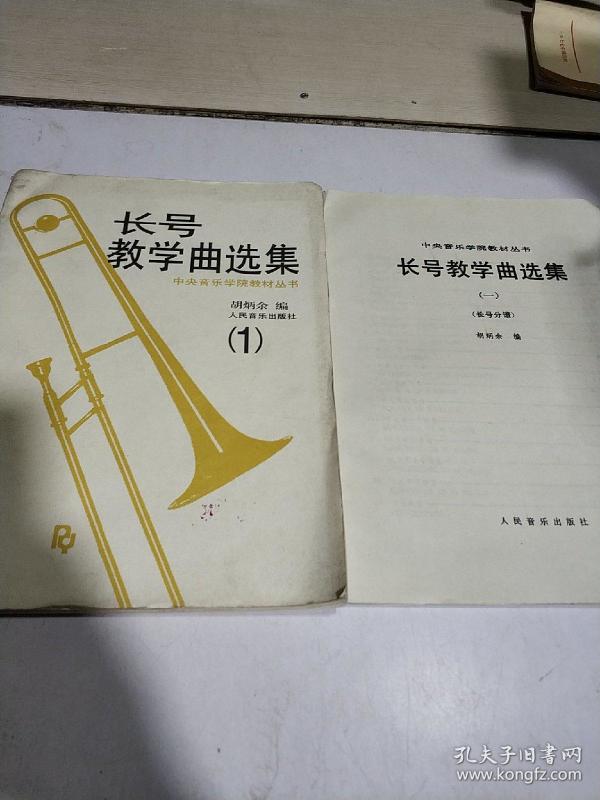 长号
教学曲选集
中央音乐学院教材丛书
胡炳余 编
人民音乐出版社
(1)
中央音乐学院教材丛书
长号教学曲选集
(一)
(长号分谱)
胡炳余 编
人民音乐出版社
孔夫子旧书网
www.kongfz.com